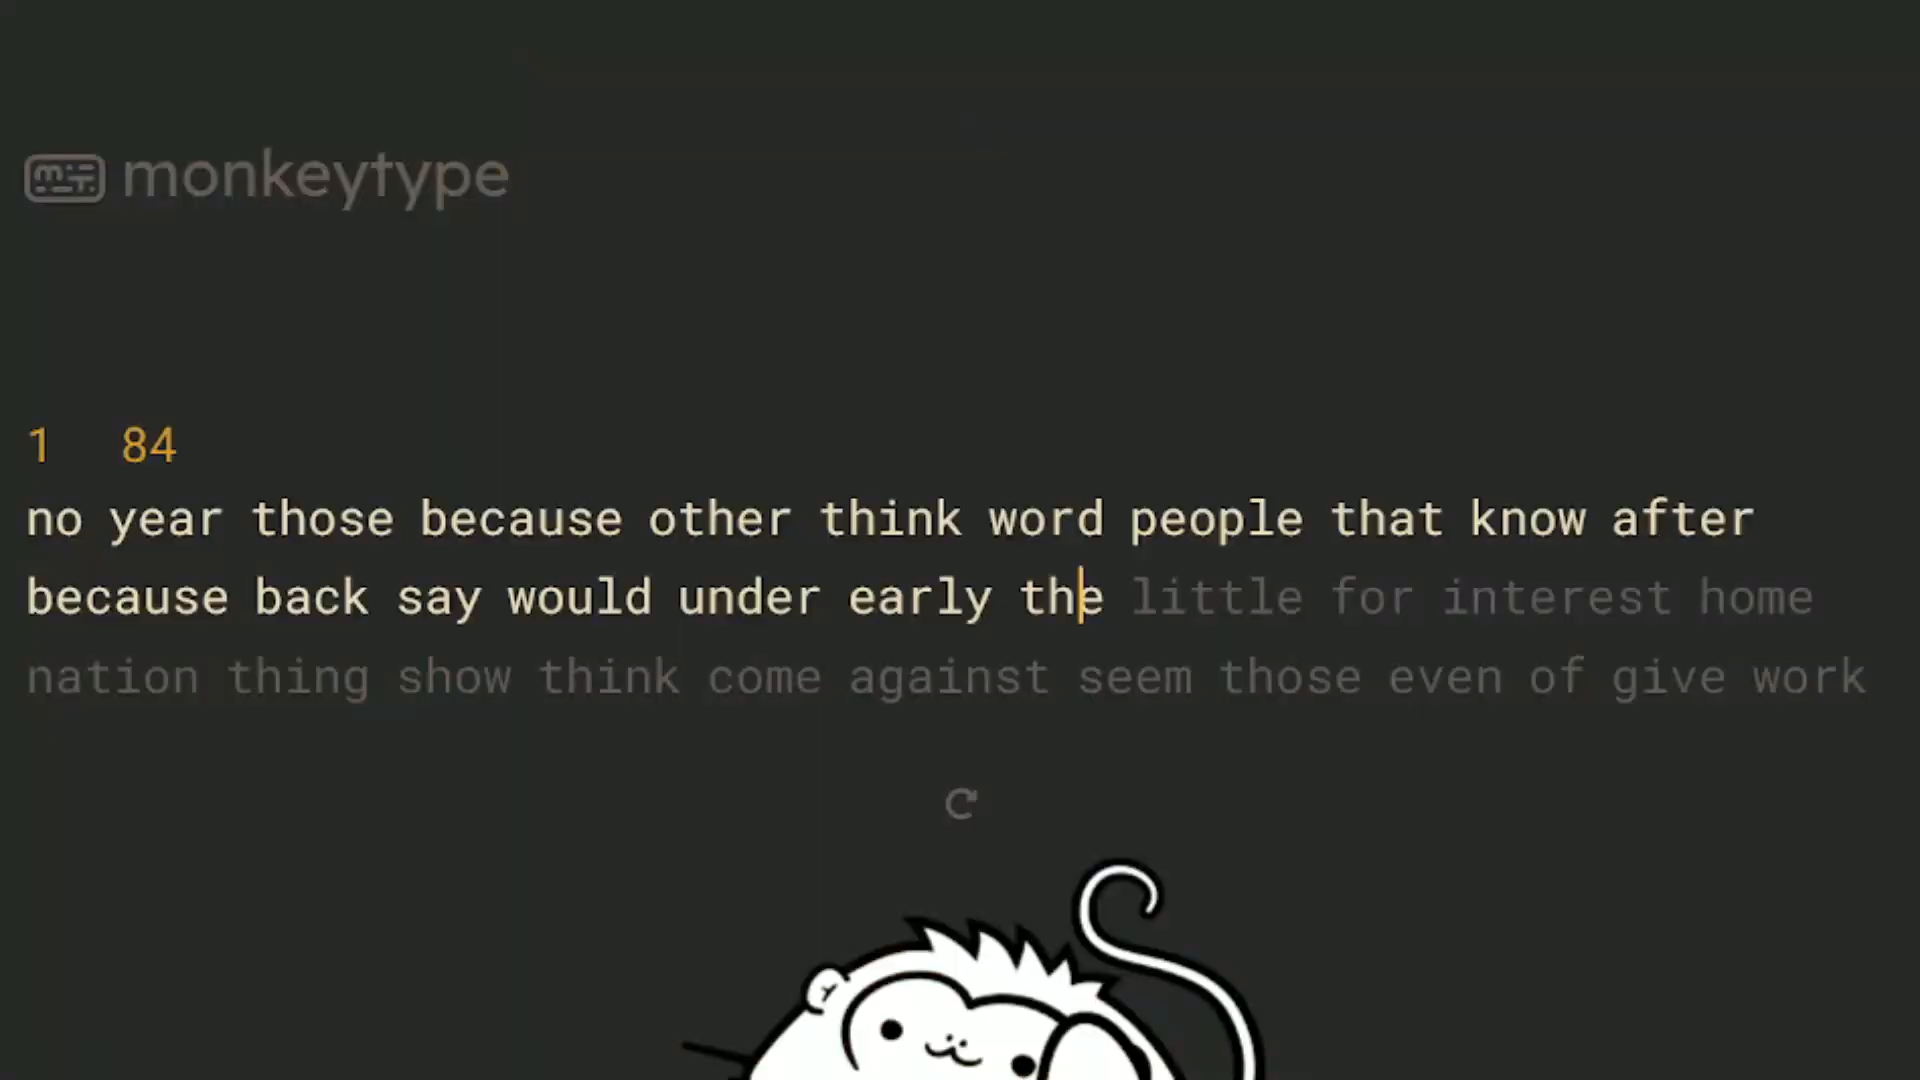 monkeytype
1 84
no year those because other think word people that know after
because back say would under early the little for interest home
nation thing show think come against seem those even of give work